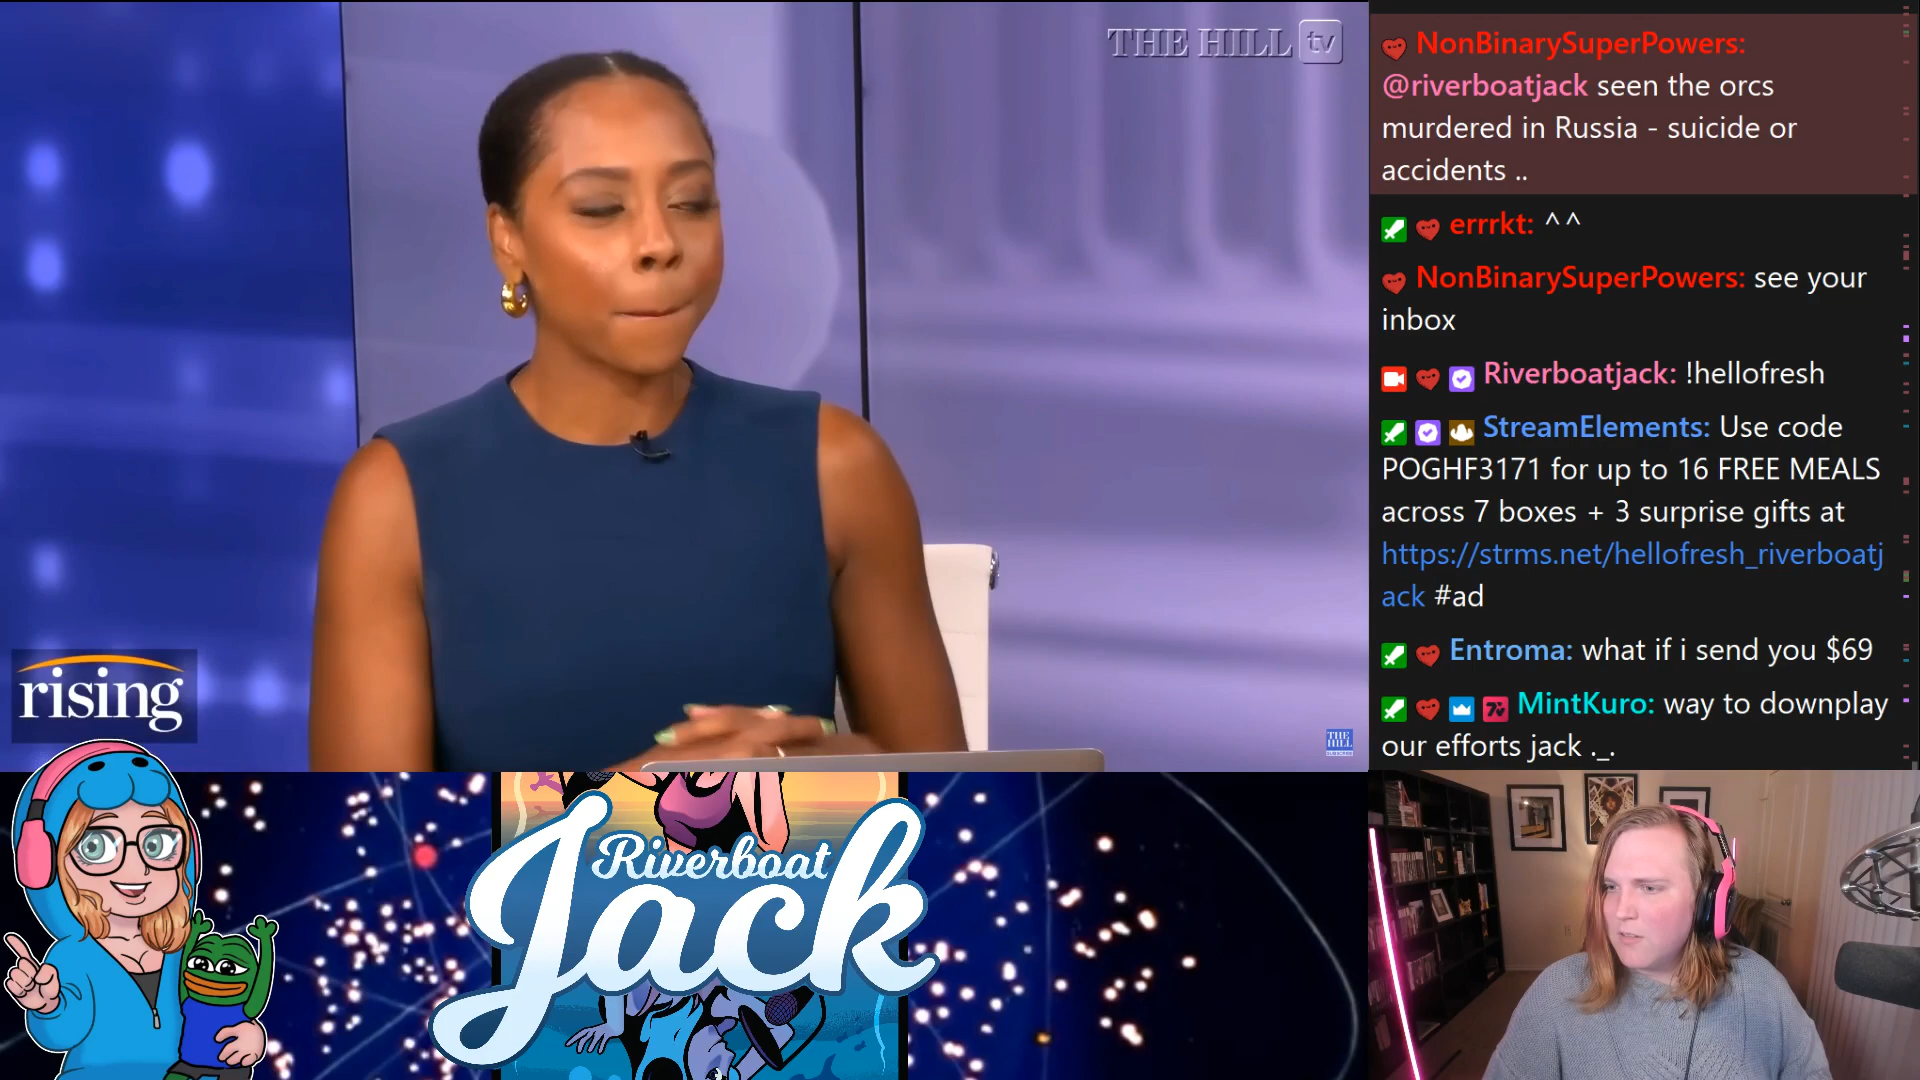 THE HILL tv
rising
THE
HILL
Riverboat
Jack
NonBinarySuperPowers:
@riverboatjack seen the orcs
murdered in Russia - suicide or
accidents ..
errrkt: ^ ^
NonBinarySuperPowers: see your
inbox
Riverboatjack: !hellofresh
StreamElements: Use code
POGHF3171 for up to 16 FREE MEALS
across 7 boxes + 3 surprise gifts at
https://strms.net/hellofresh_riverboatj
ack #ad
Entroma: what if i send you $69
MintKuro: way to downplay
our efforts jack ._.